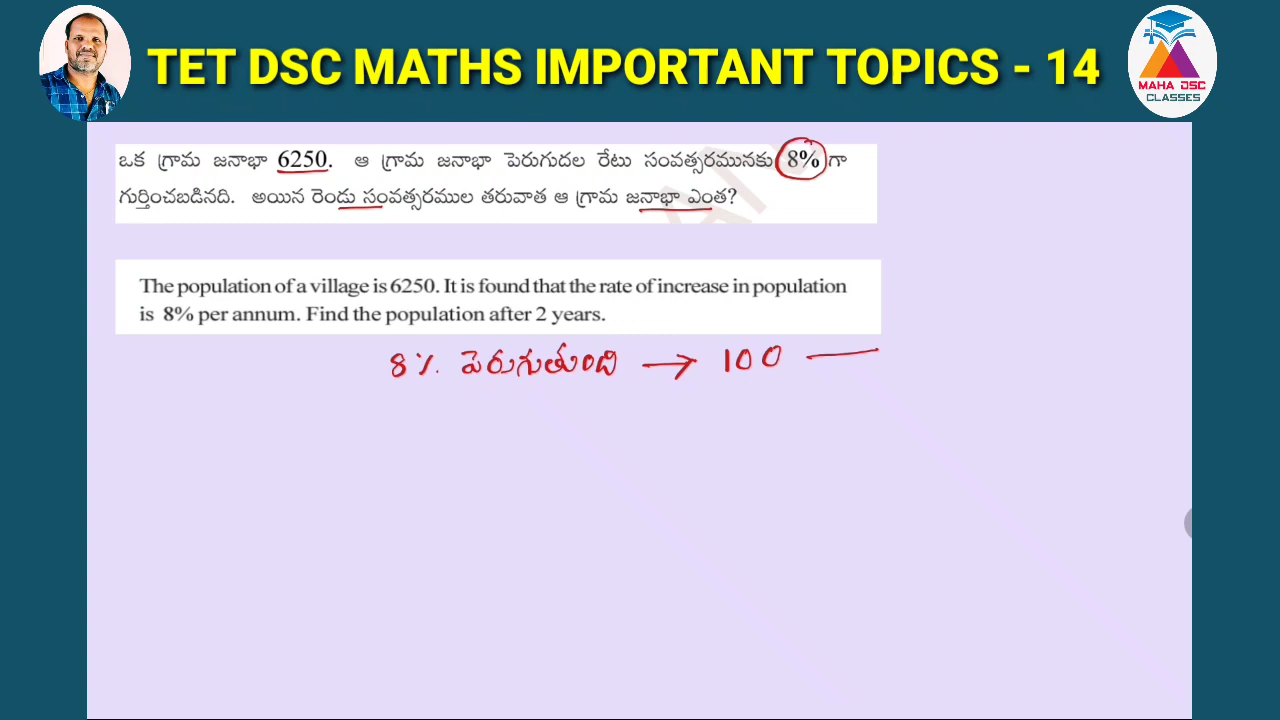 TET DSC MATHS IMPORTANT TOPICS - 14
MAHA DSC
CLASSES
ఒక గ్రామ జనాభా 6250. ఆ గ్రామ జనాభా పెరుగుదల రేటు సంవత్సరమునకు 8% గా
గుర్తించబడినది. అయిన రెండు సంవత్సరముల తరువాత ఆ గ్రామ జనాభా ఎంత?
The population of a village is 6250. It is found that the rate of increase in population
is 8% per annum. Find the population after 2 years.
8% పెరుగుతుంది → 100 —